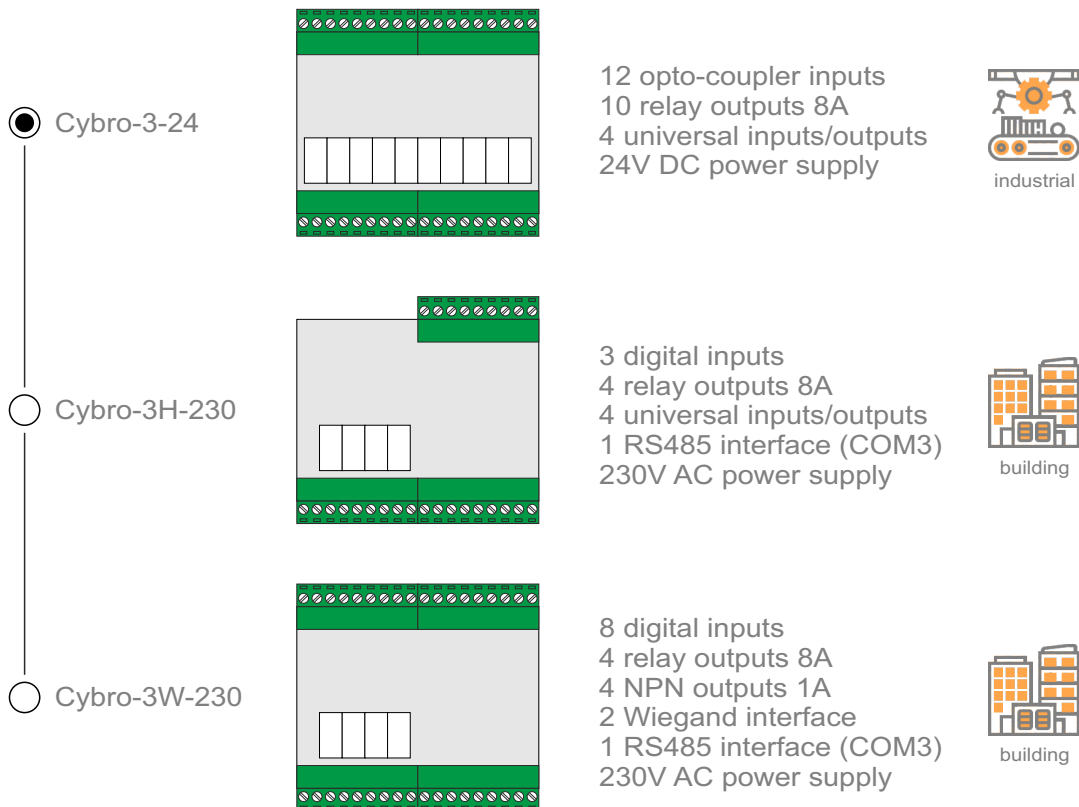 Cybro-3-24
12 opto-coupler inputs
10 relay outputs 8A
4 universal inputs/outputs
24V DC power supply
industrial
Cybro-3H-230
3 digital inputs
4 relay outputs 8A
4 universal inputs/outputs
1 RS485 interface (COM3)
230V AC power supply
building
Cybro-3W-230
8 digital inputs
4 relay outputs 8A
4 NPN outputs 1A
2 Wiegand interface
1 RS485 interface (COM3)
230V AC power supply
building